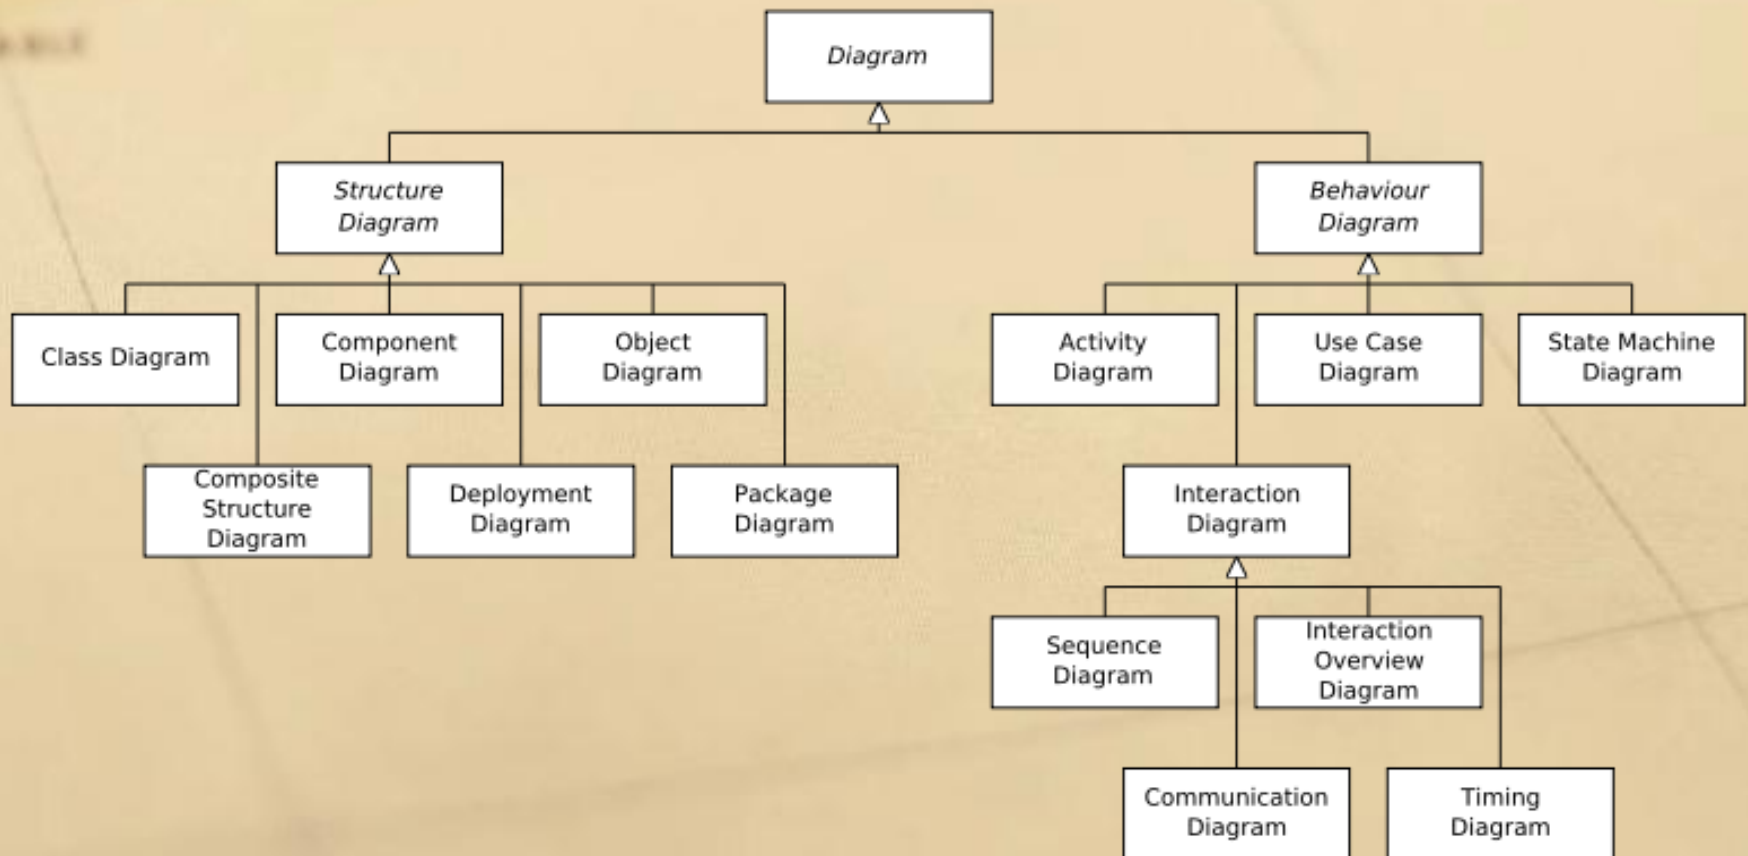 Diagram
Structure
Diagram
Behaviour
Diagram
Class Diagram
Component
Diagram
Object
Diagram
Activity
Diagram
Use Case
Diagram
State Machine
Diagram
Composite
Structure
Diagram
Deployment
Diagram
Package
Diagram
Interaction
Diagram
Sequence
Diagram
Interaction
Overview
Diagram
Communication
Diagram
Timing
Diagram